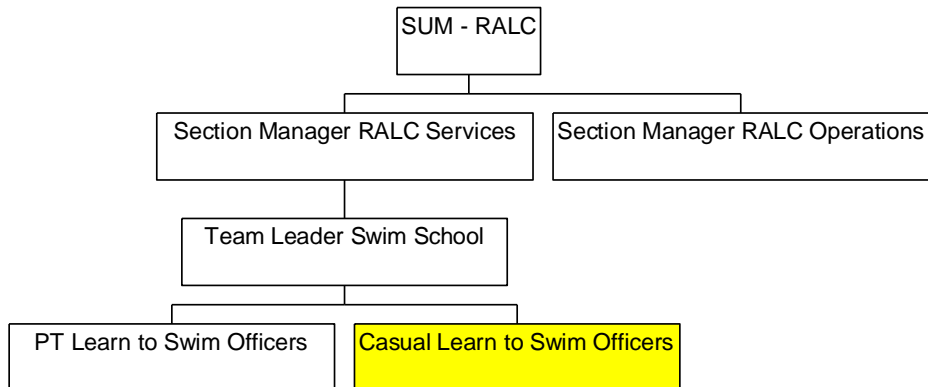 SUM - RALC
Section Manager RALC Services
Section Manager RALC Operations
Team Leader Swim School
PT Learn to Swim Officers
Casual Learn to Swim Officers